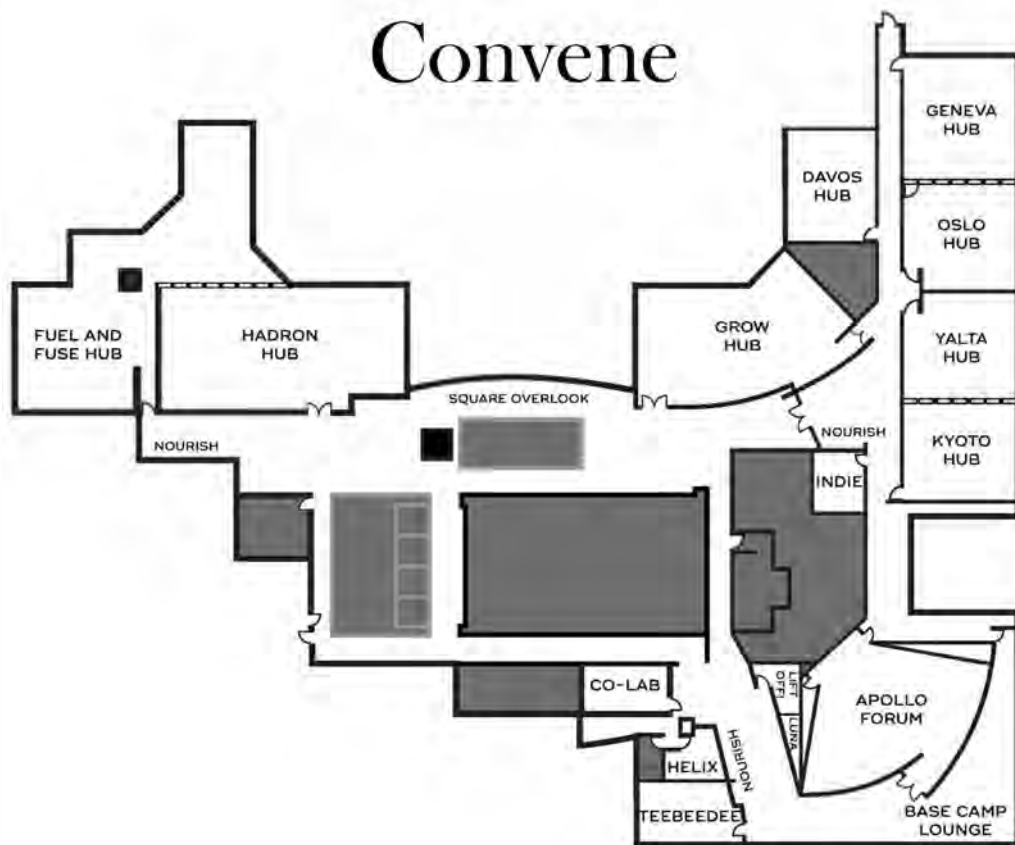 Convene
GENEVA
HUB
DAVOS
HUB
OSLO
HUB
FUEL AND
FUSE HUB
HADRON
HUB
GROW
HUB
YALTA
HUB
SQUARE OVERLOOK
NOURISH
NOURISH
KYOTO
HUB
INDIE
CO-LAB
LIFT
OFF!
LUNA
APOLLO
FORUM
NOURISH
HELIX
TEEBEEDEE
BASE CAMP
LOUNGE